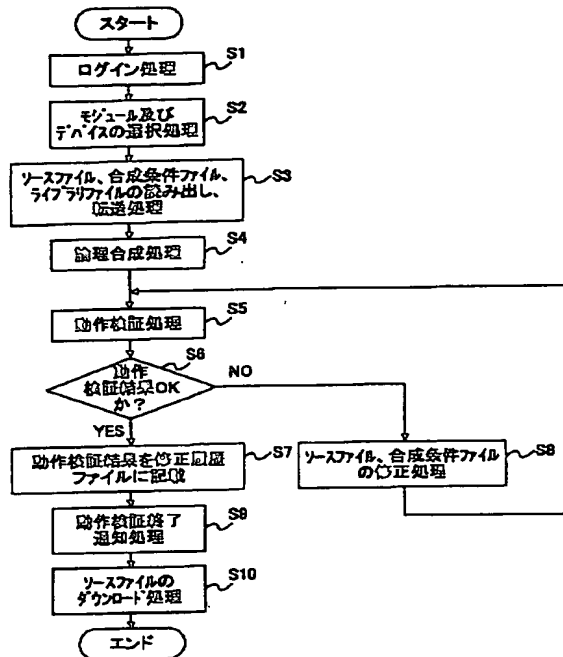 スタート
S1
ログイン処理
S2
モジュール及び
デバイスの選択処理
S3
ソースファイル、合成条件ファイル、
ライブラリファイルの読み出し、
転送処理
S4
論理合成処理
S5
動作検証処理
S6
動作
検証結果OK
か?
NO
YES
S7
動作検証結果を修正履歴
ファイルに記載
S8
ソースファイル、合成条件ファイル
の修正処理
S9
動作検証終了
通知処理
S10
ソースファイルの
ダウンロード処理
エンド